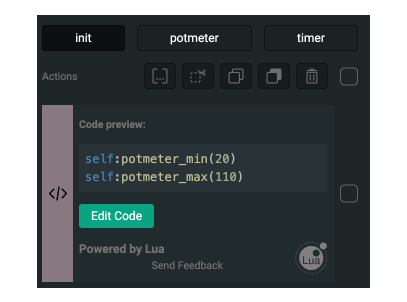 init potmeter timer
Actions
Code preview:
self:potmeter_min(20)
self:potmeter_max(110)
</>
Edit Code
Powered by Lua
Send Feedback
Lua